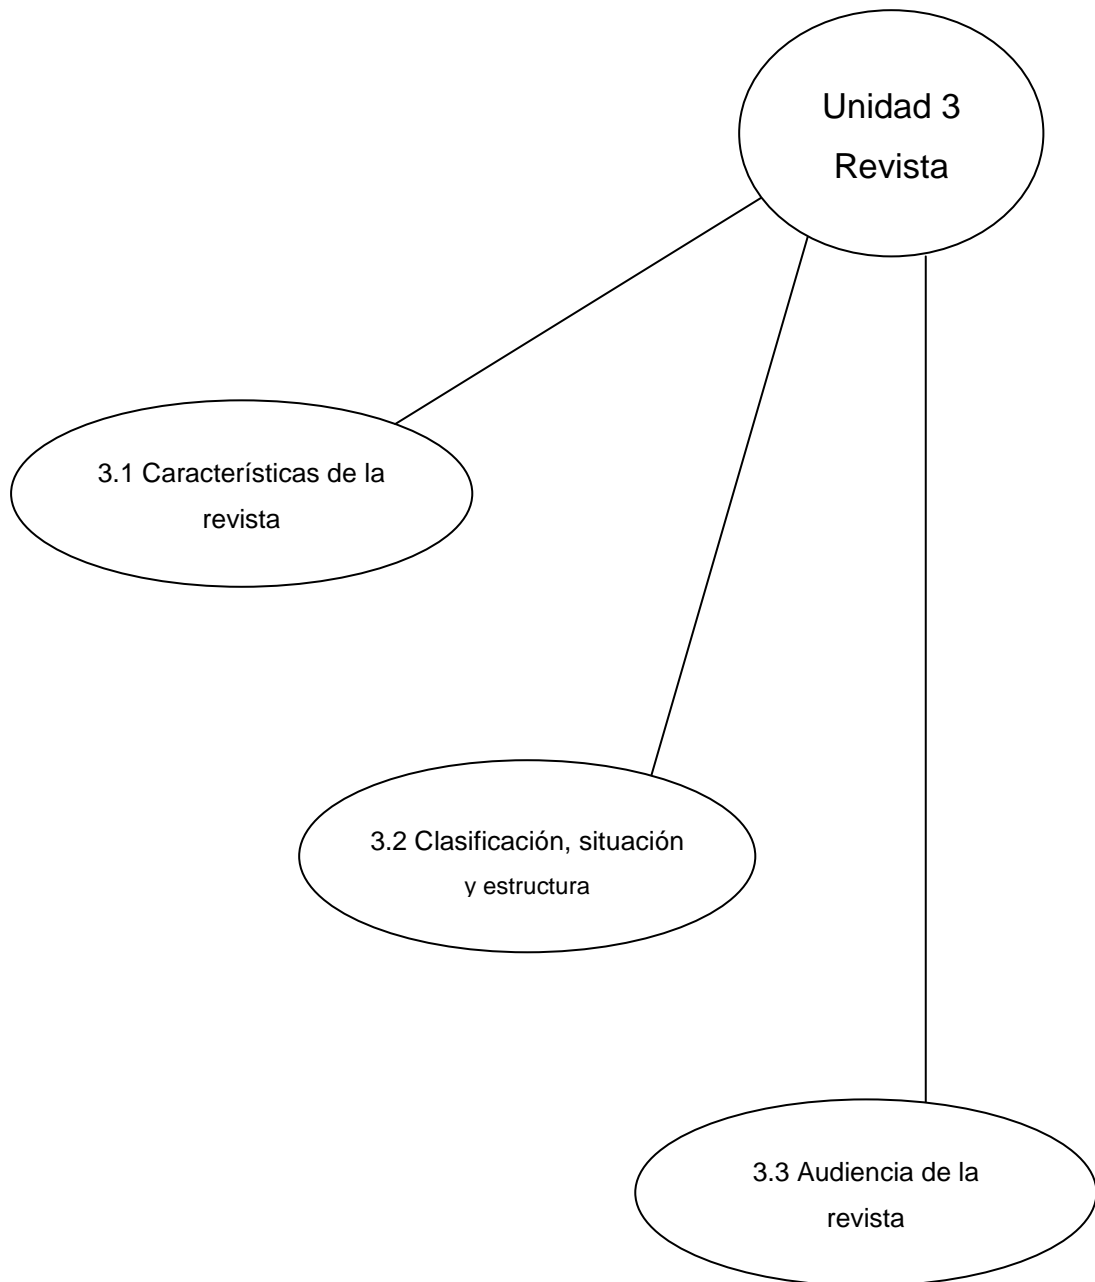 Unidad 3
Revista
3.1 Características de la
revista
3.2 Clasificación, situación
y estructura
3.3 Audiencia de la
revista